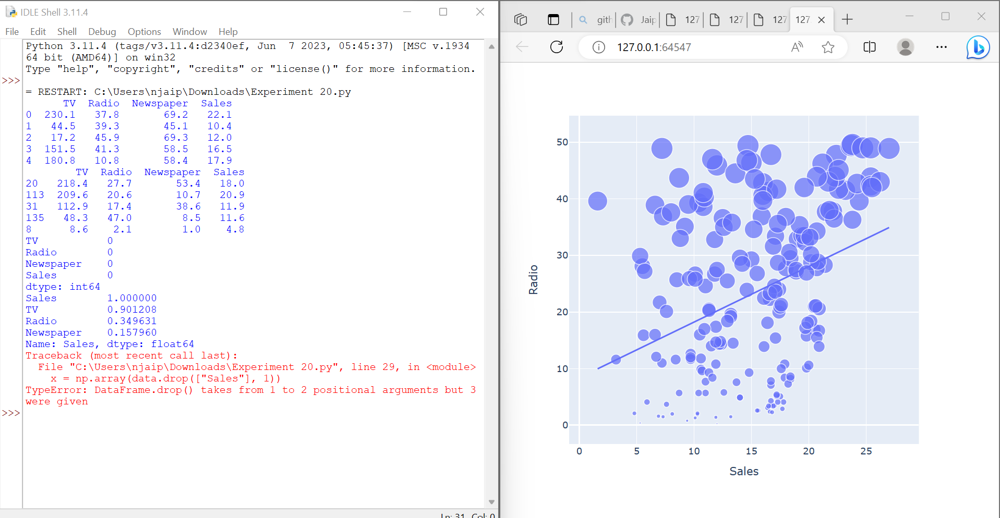 IDLE Shell 3.11.4
File Edit Shell Debug Options Window Help
Python 3.11.4 (tags/v3.11.4:d2340ef, Jun  7 2023, 05:45:37) [MSC v.1934
64 bit (AMD64)] on win32
Type "help", "copyright", "credits" or "license()" for more information.
>>>
= RESTART: C:\Users\njaip\Downloads\Experiment 20.py
      TV  Radio  Newspaper  Sales
0  230.1   37.8       69.2   22.1
1   44.5   39.3       45.1   10.4
2   17.2   45.9       69.3   12.0
3  151.5   41.3       58.5   16.5
4  180.8   10.8       58.4   17.9
        TV  Radio  Newspaper  Sales
20   218.4   27.7       53.4   18.0
113  209.6   20.6       10.7   20.9
31   112.9   17.4       38.6   11.9
135   48.3   47.0        8.5   11.6
8      8.6    2.1        1.0    4.8
TV           0
Radio        0
Newspaper    0
Sales        0
dtype: int64
Sales        1.000000
TV           0.901208
Radio        0.349631
Newspaper    0.157960
Name: Sales, dtype: float64
Traceback (most recent call last):
  File "C:\Users\njaip\Downloads\Experiment 20.py", line 29, in <module>
    x = np.array(data.drop(["Sales"], 1))
TypeError: DataFrame.drop() takes from 1 to 2 positional arguments but 3
were given
>>>
Ln: 31 Col: 0
gith Jaip 127 127 127 127.
127.0.0.1:64547
50
40
30
20
10
0
Radio
0 5 10 15 20 25
Sales